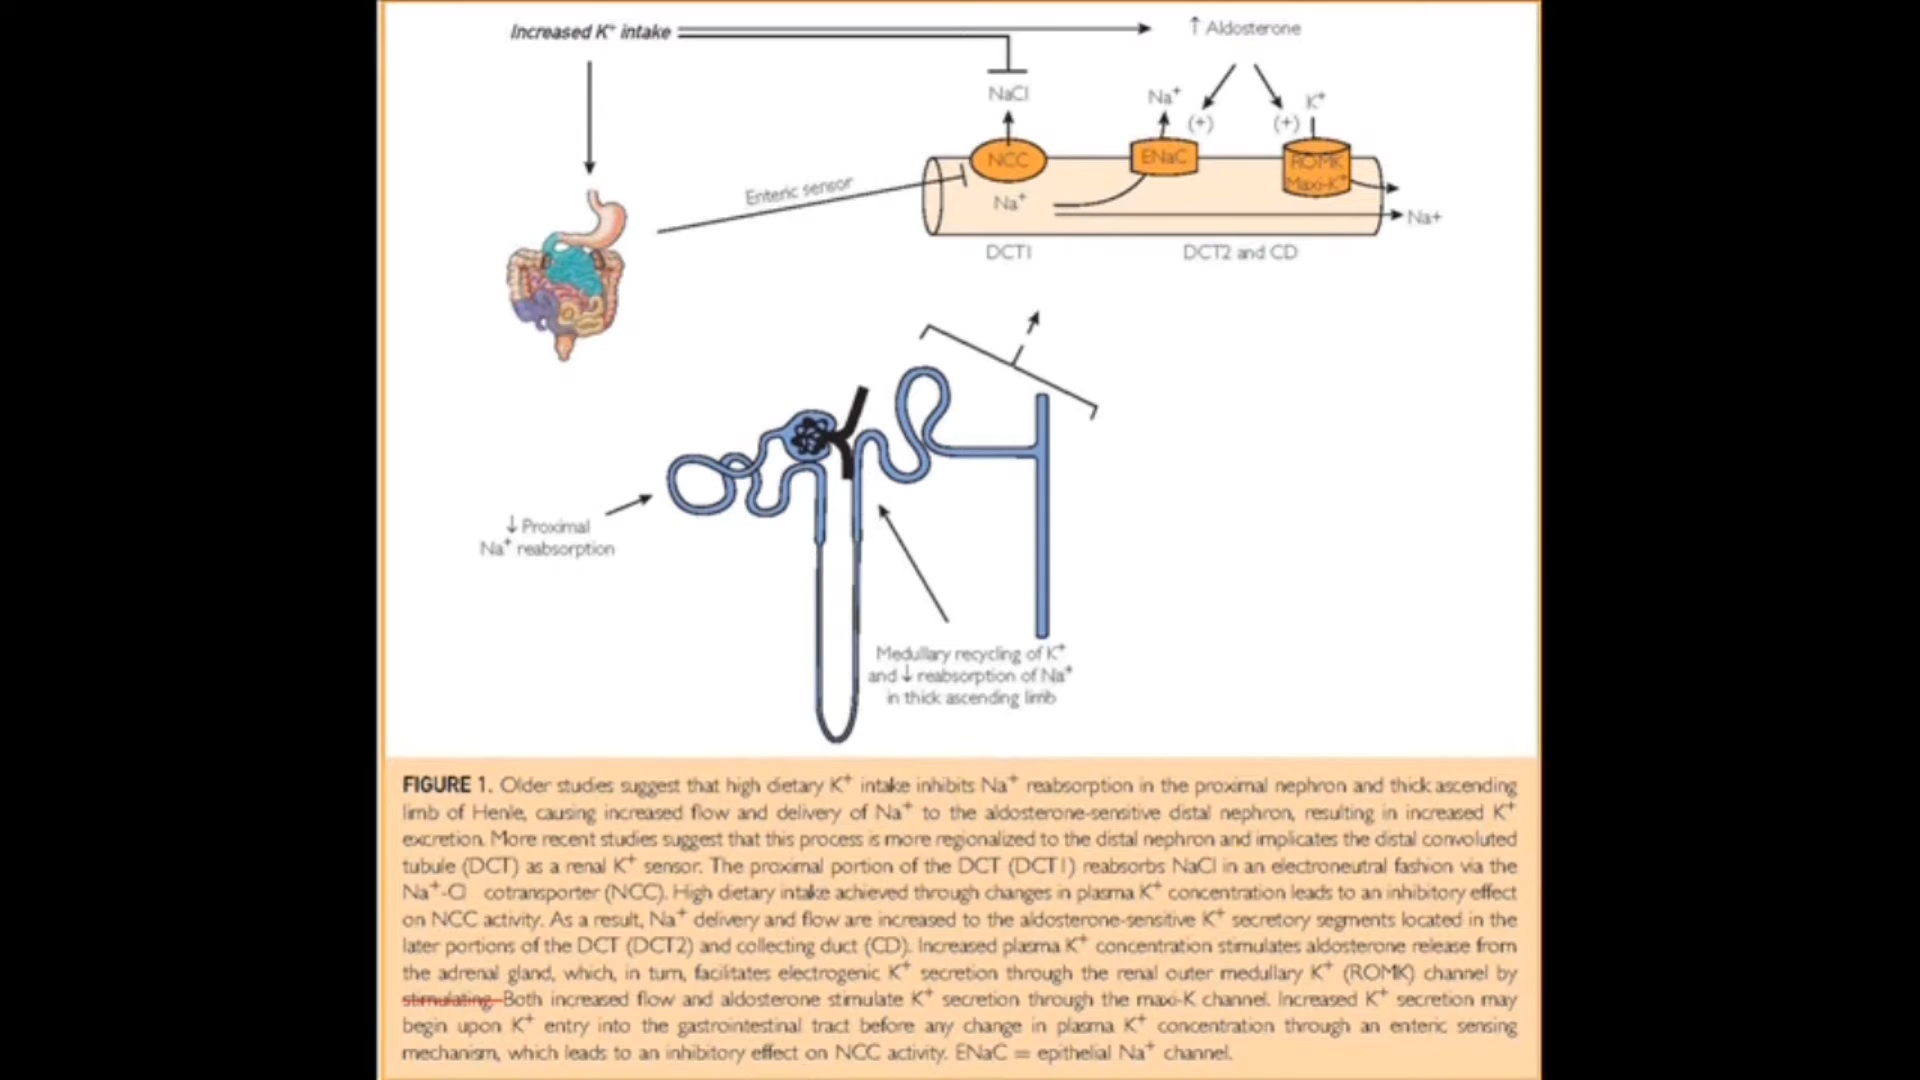 Increased K⁺ intake
↑ Aldosterone
NaCl
Na⁺
(+)
(+)
K⁺
NCC
ENaC
ROMK
Maxi-K⁺
Enteric sensor
Na⁺
Na+
DCT1
DCT2 and CD
↓ Proximal
Na⁺ reabsorption
Medullary recycling of K⁺
and ↓ reabsorption of Na⁺
in thick ascending limb
FIGURE 1. Older studies suggest that high dietary K⁺ intake inhibits Na⁺ reabsorption in the proximal nephron and thick ascending
limb of Henle, causing increased flow and delivery of Na⁺ to the aldosterone-sensitive distal nephron, resulting in increased K⁺
excretion. More recent studies suggest that this process is more regionalized to the distal nephron and implicates the distal convoluted
tubule (DCT) as a renal K⁺ sensor. The proximal portion of the DCT (DCT1) reabsorbs NaCl in an electroneutral fashion via the
Na⁺-Cl cotransporter (NCC). High dietary intake achieved through changes in plasma K⁺ concentration leads to an inhibitory effect
on NCC activity. As a result, Na⁺ delivery and flow are increased to the aldosterone-sensitive K⁺ secretory segments located in the
later portions of the DCT (DCT2) and collecting duct (CD). Increased plasma K⁺ concentration stimulates aldosterone release from
the adrenal gland, which, in turn, facilitates electrogenic K⁺ secretion through the renal outer medullary K⁺ (ROMK) channel by
stimulating. Both increased flow and aldosterone stimulate K⁺ secretion through the maxi-K channel. Increased K⁺ secretion may
begin upon K⁺ entry into the gastrointestinal tract before any change in plasma K⁺ concentration through an enteric sensing
mechanism, which leads to an inhibitory effect on NCC activity. ENaC = epithelial Na⁺ channel.